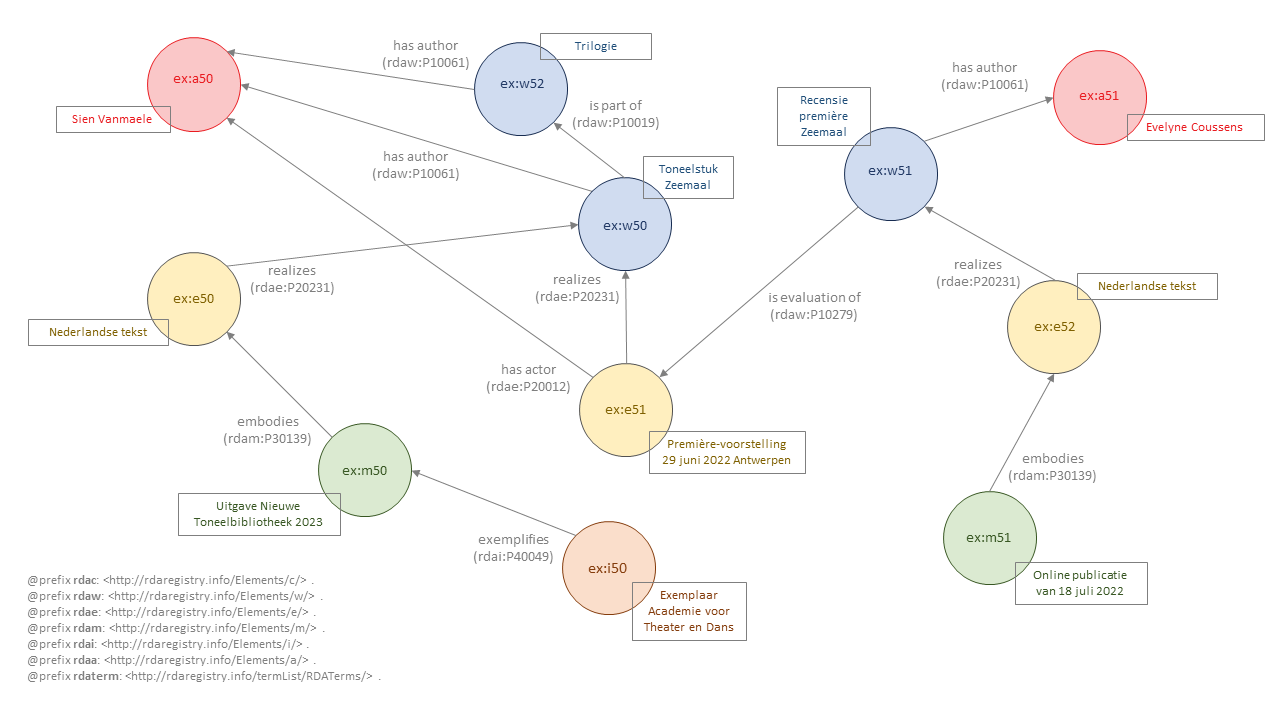 has author
(rdaw:P10061)
Trilogie
ex:a50
ex:w52
Sien Vanmaele
is part of
(rdaw:P10019)
has author
(rdaw:P10061)
Toneelstuk
Zeemaal
ex:w50
Recensie
première
Zeemaal
has author
(rdaw:P10061)
ex:a51
Evelyne Coussens
ex:w51
realizes
(rdae:P20231)
ex:e50
Nederlandse tekst
realizes
(rdae:P20231)
is evaluation of
(rdaw:P10279)
realizes
(rdae:P20231)
Nederlandse tekst
ex:e52
has actor
(rdae:P20012)
ex:e51
Première-voorstelling
29 juni 2022 Antwerpen
embodies
(rdam:P30139)
ex:m50
Uitgave Nieuwe
Toneelbibliotheek 2023
exemplifies
(rdai:P40049)
ex:i50
Exemplaar
Academie voor
Theater en Dans
embodies
(rdam:P30139)
ex:m51
Online publicatie
van 18 juli 2022
@prefix rdac: <http://rdaregistry.info/Elements/c/> .
@prefix rdaw: <http://rdaregistry.info/Elements/w/> .
@prefix rdae: <http://rdaregistry.info/Elements/e/> .
@prefix rdam: <http://rdaregistry.info/Elements/m/> .
@prefix rdai: <http://rdaregistry.info/Elements/i/> .
@prefix rdaa: <http://rdaregistry.info/Elements/a/> .
@prefix rdaterm: <http://rdaregistry.info/termList/RDATerms/> .